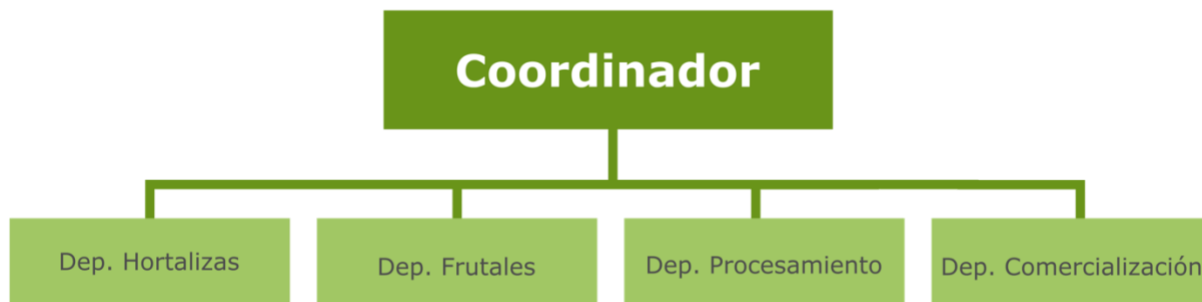 Coordinador
Dep. Hortalizas
Dep. Frutales
Dep. Procesamiento
Dep. Comercialización